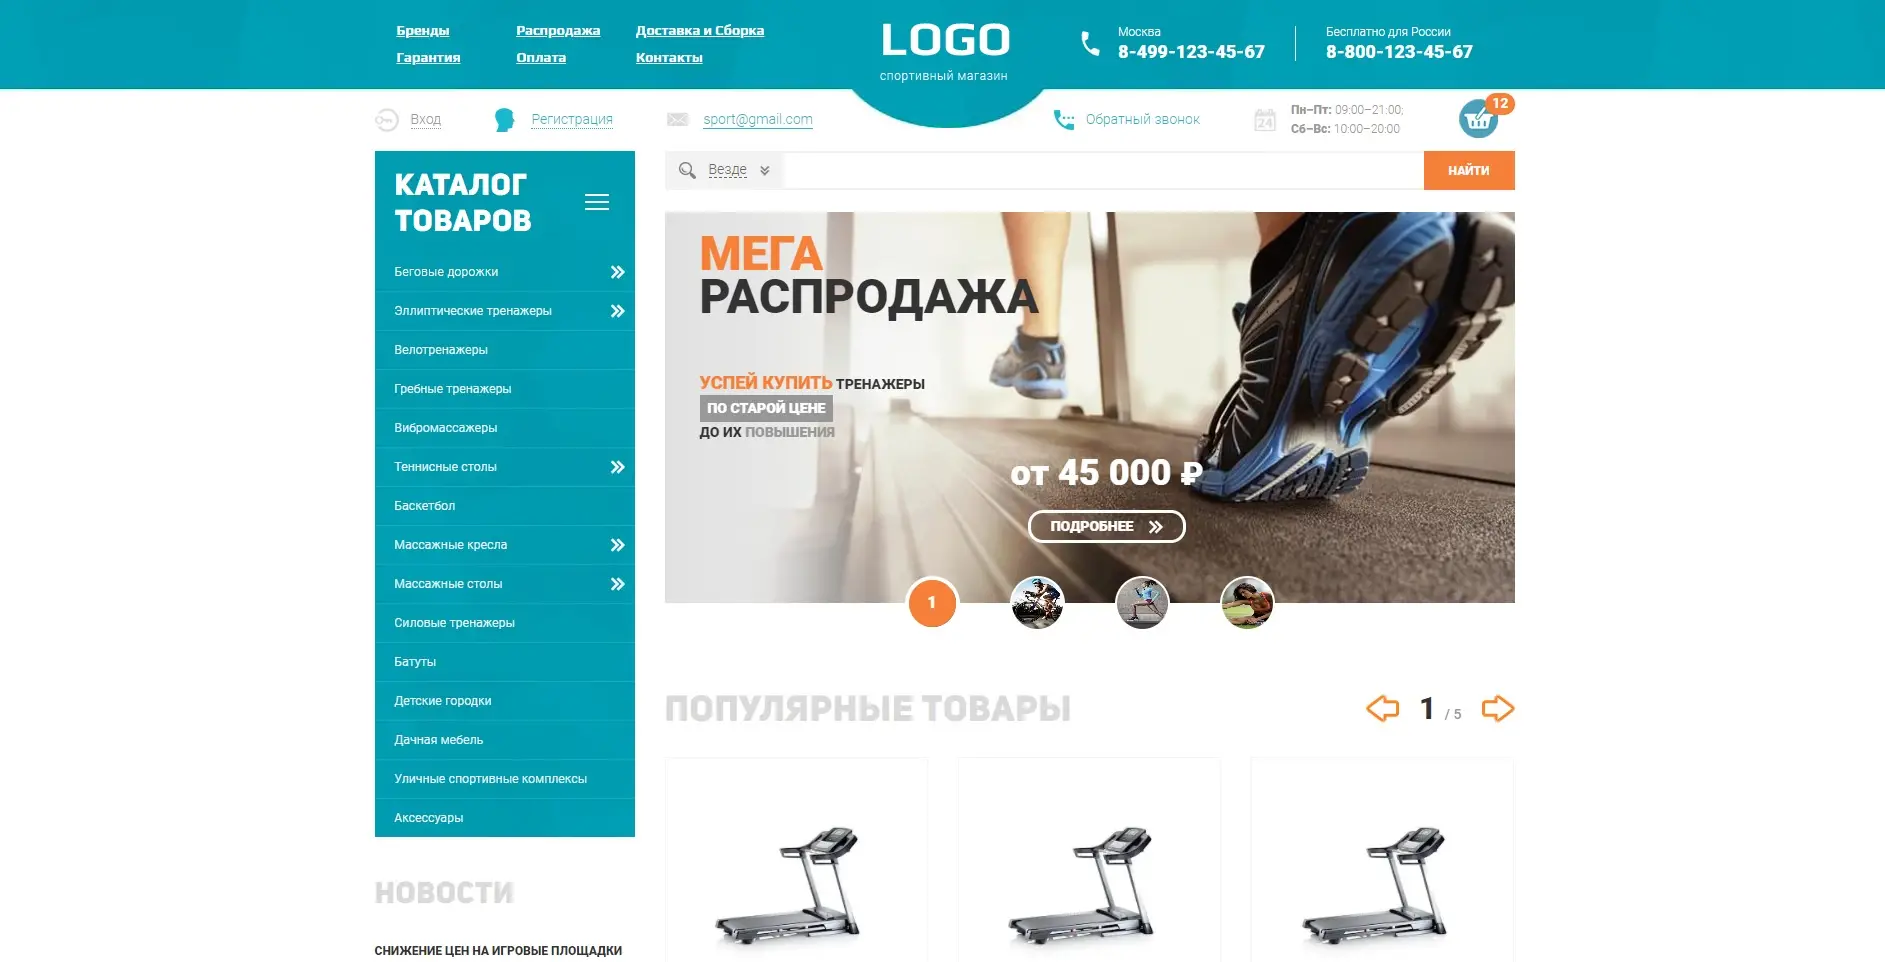 Бренды
Распродажа
Доставка и Сборка
Гарантия
Оплата
Контакты
LOGO
спортивный магазин
Москва
8-499-123-45-67
Бесплатно для России
8-800-123-45-67
Вход
Регистрация
sport@gmail.com
Обратный звонок
24
Пн–Пт: 09:00–21:00;
Сб–Вс: 10:00–20:00
12
КАТАЛОГ
ТОВАРОВ
Беговые дорожки
Эллиптические тренажеры
Велотренажеры
Гребные тренажеры
Вибромассажеры
Теннисные столы
Баскетбол
Массажные кресла
Массажные столы
Силовые тренажеры
Батуты
Детские городки
Дачная мебель
Уличные спортивные комплексы
Аксессуары
НОВОСТИ
СНИЖЕНИЕ ЦЕН НА ИГРОВЫЕ ПЛОЩАДКИ
Везде
НАЙТИ
МЕГА
РАСПРОДАЖА
УСПЕЙ КУПИТЬ ТРЕНАЖЕРЫ
ПО СТАРОЙ ЦЕНЕ
ДО ИХ ПОВЫШЕНИЯ
от 45 000 ₽
ПОДРОБНЕЕ
1
ПОПУЛЯРНЫЕ ТОВАРЫ
1 / 5